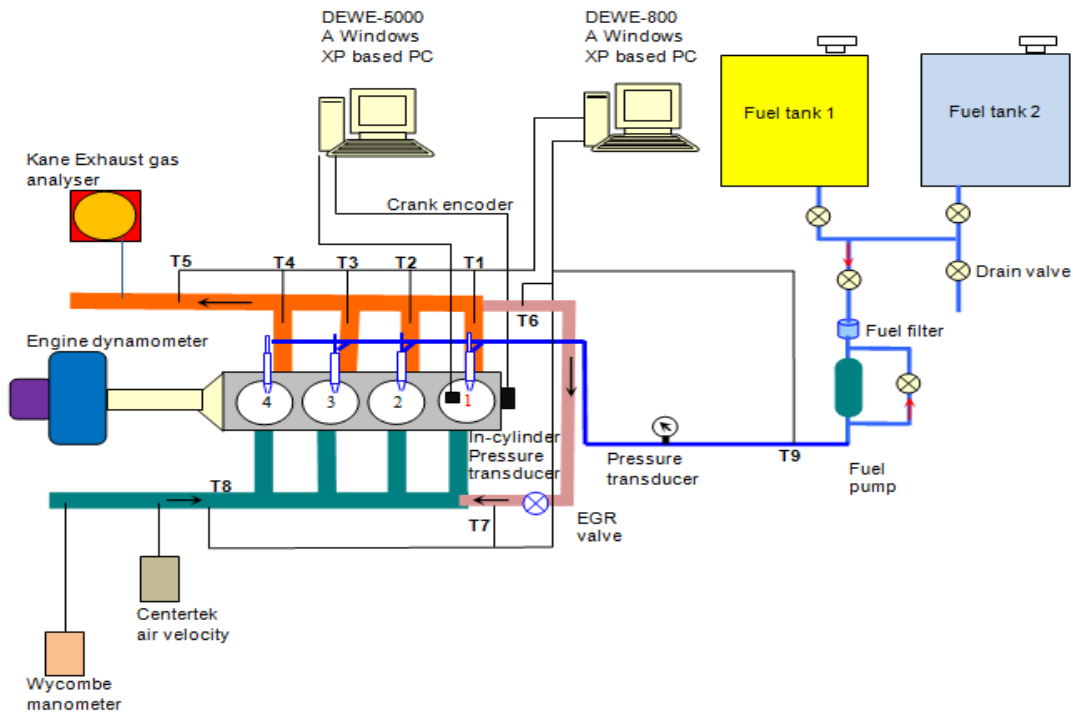 DEWE-5000
A Windows
XP based PC
DEWE-800
A Windows
XP based PC
Fuel tank 1
Fuel tank 2
Kane Exhaust gas
analyser
Crank encoder
T5
T4
T3
T2
T1
T6
Drain valve
Fuel filter
Engine dynamometer
4
3
2
1
In-cylinder
Pressure
transducer
Pressure
transducer
T9
Fuel
pump
T8
T7
EGR
valve
Centertek
air velocity
Wycombe
manometer